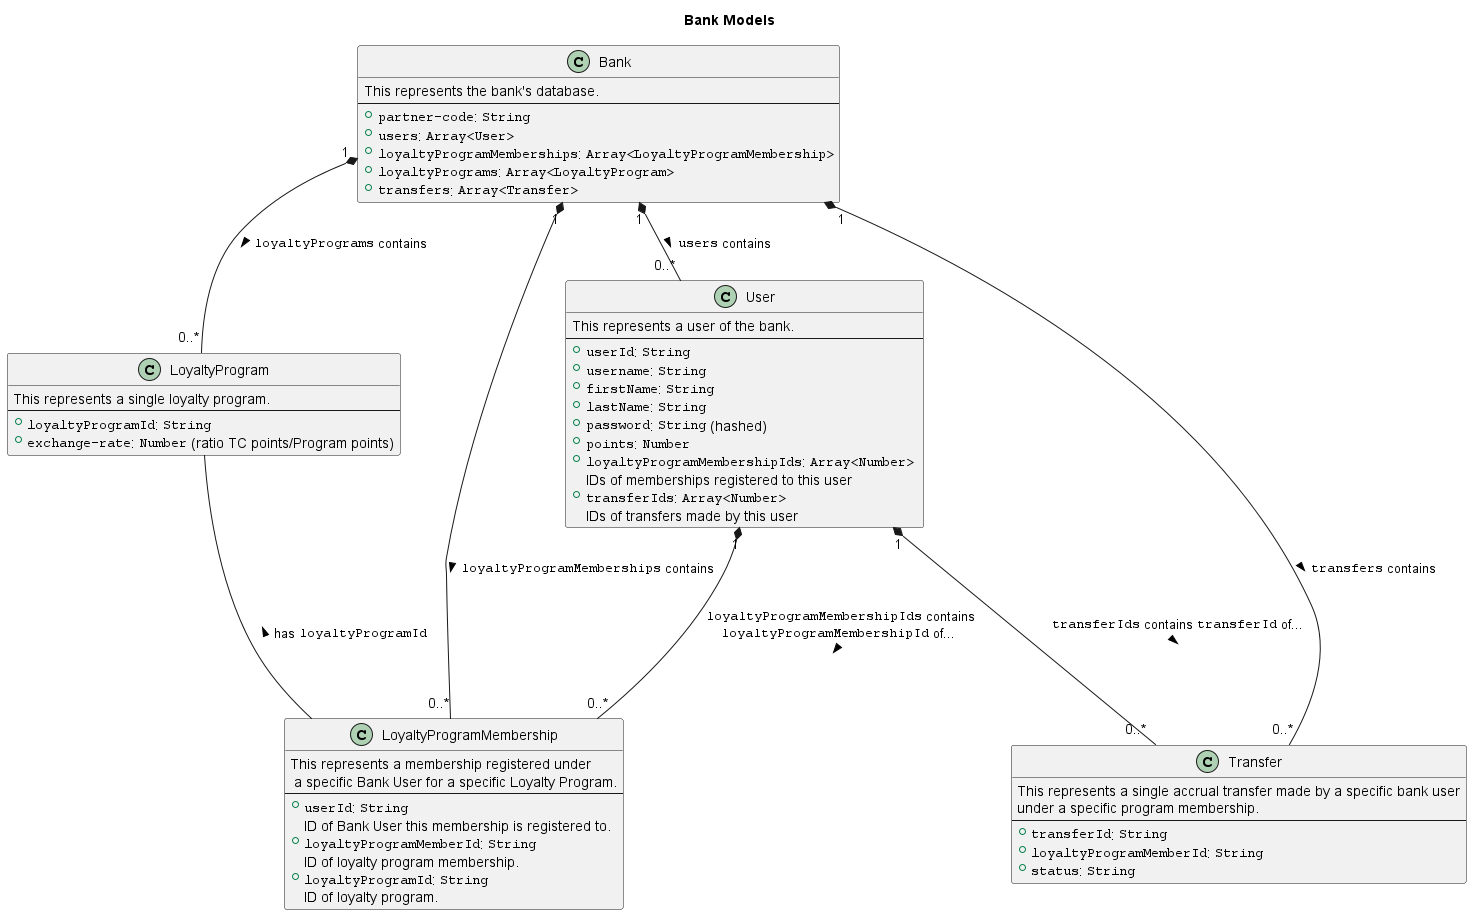 Bank Models
C Bank
This represents the bank's database.
partner-code: String
users: Array<User>
loyaltyProgramMemberships: Array<LoyaltyProgramMembership>
loyaltyPrograms: Array<LoyaltyProgram>
transfers: Array<Transfer>
1
1
1
1
loyaltyPrograms contains
users contains
0..*
0..*
C User
This represents a user of the bank.
userId: String
username: String
firstName: String
lastName: String
password: String (hashed)
points: Number
loyaltyProgramMembershipIds: Array<Number>
IDs of memberships registered to this user
transferIds: Array<Number>
IDs of transfers made by this user
C LoyaltyProgram
This represents a single loyalty program.
loyaltyProgramId: String
exchange-rate: Number (ratio TC points/Program points)
1
1
loyaltyProgramMemberships contains
transfers contains
loyaltyProgramMembershipIds contains
loyaltyProgramMembershipId of...
transferIds contains transferId of...
has loyaltyProgramId
0..*
0..*
0..*
0..*
C LoyaltyProgramMembership
This represents a membership registered under
a specific Bank User for a specific Loyalty Program.
userId: String
ID of Bank User this membership is registered to.
loyaltyProgramMemberId: String
ID of loyalty program membership.
loyaltyProgramId: String
ID of loyalty program.
C Transfer
This represents a single accrual transfer made by a specific bank user
under a specific program membership.
transferId: String
loyaltyProgramMemberId: String
status: String